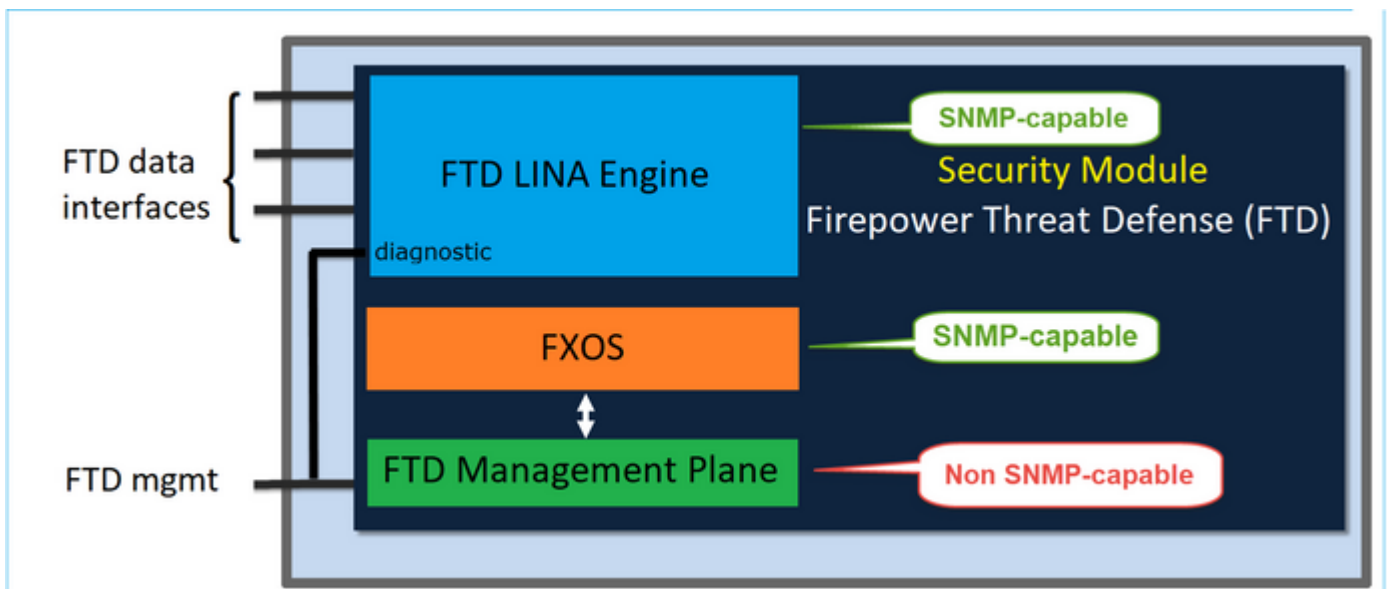 FTD data
interfaces
FTD LINA Engine
diagnostic
SNMP-capable
Security Module
Firepower Threat Defense (FTD)
FXOS
SNMP-capable
FTD mgmt
FTD Management Plane
Non SNMP-capable